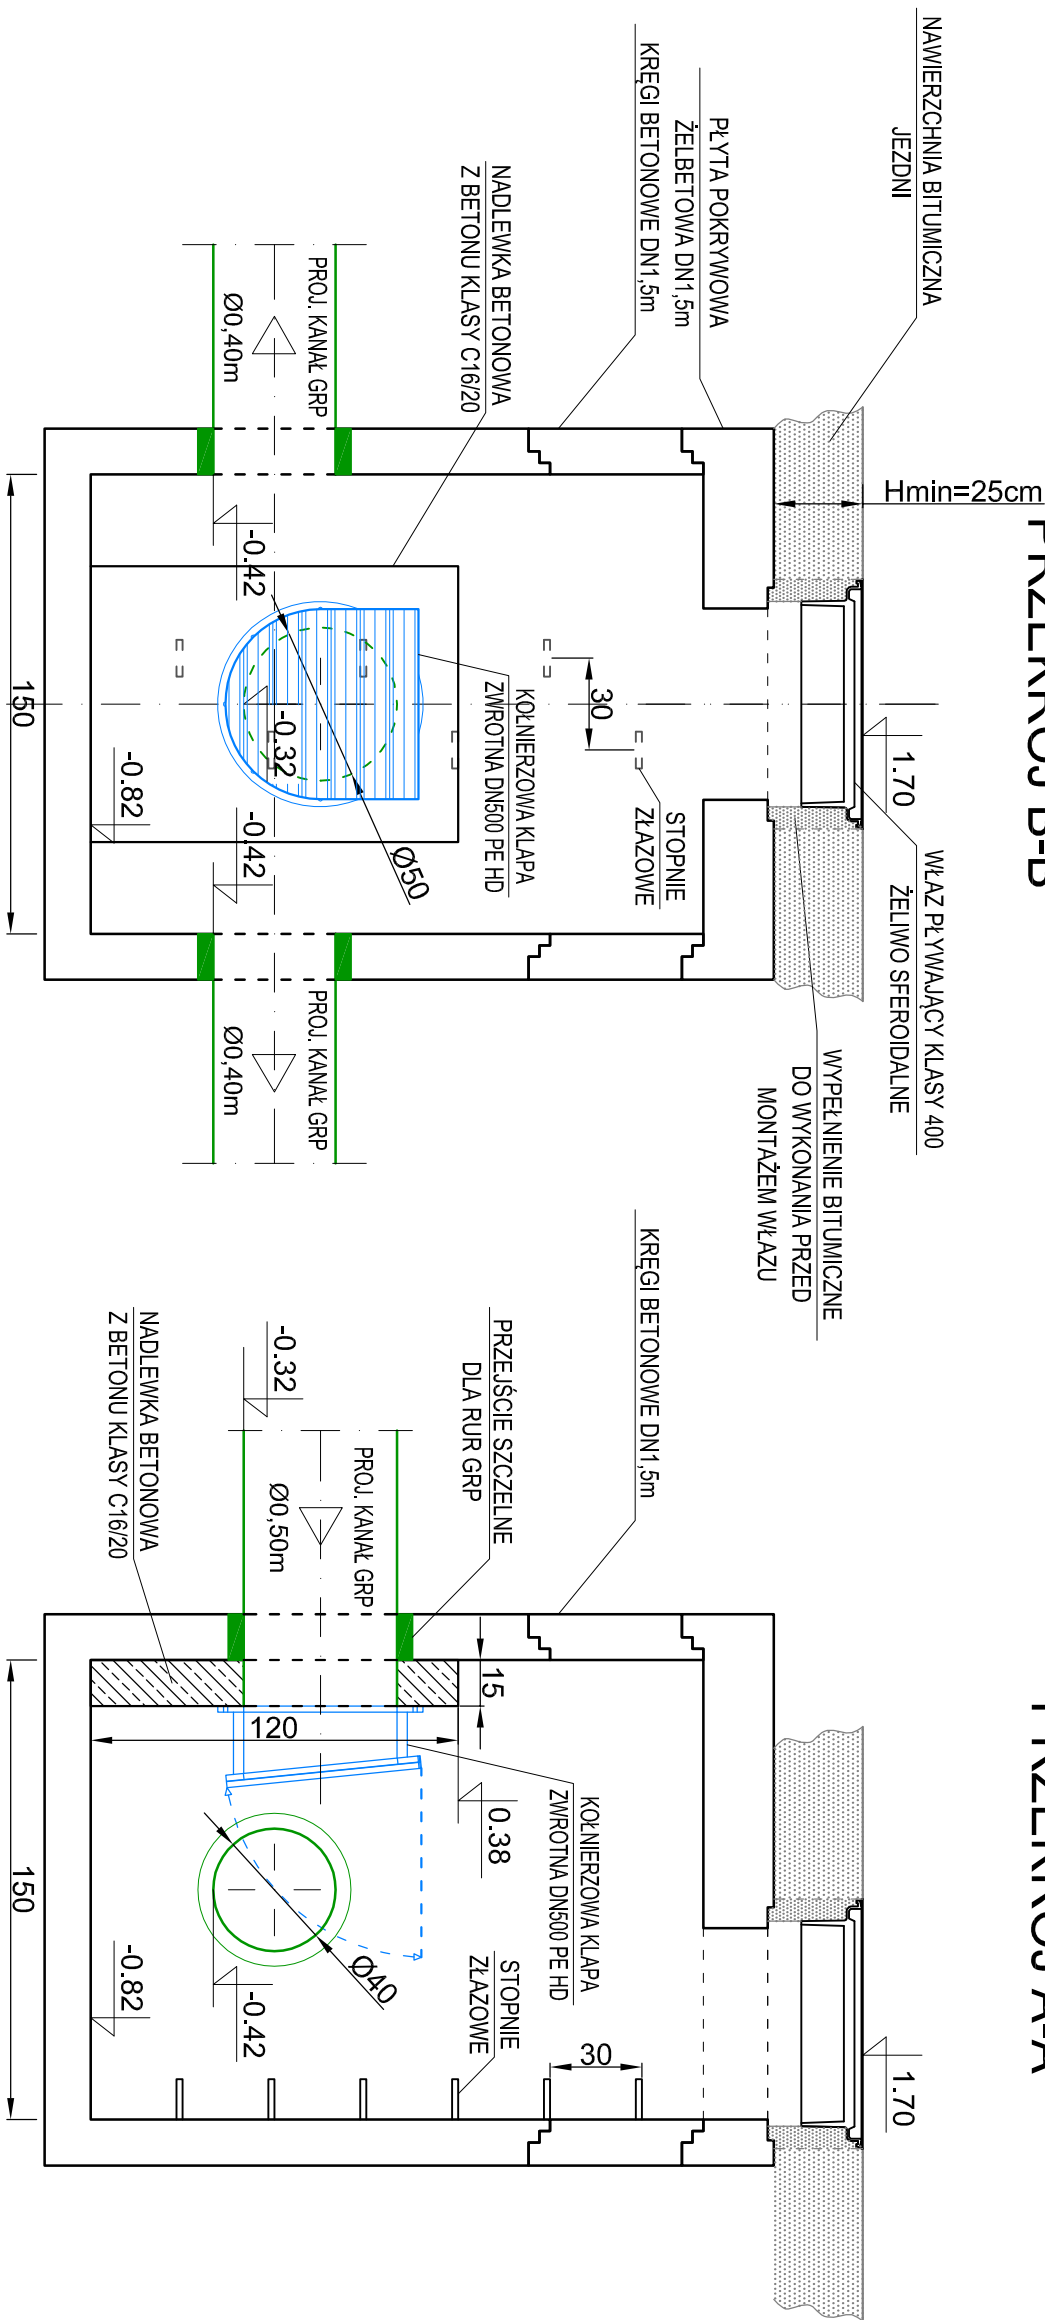 PRZEKRÓJ B-B
Hmin=25cm
NAWIERZCHNIA BITUMICZNA
JEZDNI
PŁYTA POKRYWOWA
ŻELBETOWA DN1,5m
KRĘGI BETONOWE DN1,5m
NADLEWKA BETONOWA
Z BETONU KLASY C16/20
PROJ. KANAŁ GRP
Ø0,40m
1.70
WŁAZ PŁYWAJĄCY KLASY 400
ŻELIWO SFEROIDALNE
WYPEŁNIENIE BITUMICZNE
DO WYKONANIA PRZED
MONTAŻEM WŁAZU
STOPNIE
ZŁAZOWE
30
KOŁNIERZOWA KLAPA
ZWROTNA DN500 PE HD
Ø50
-0.42
-0.32
-0.42
-0.82
150
PROJ. KANAŁ GRP
Ø0,40m
PRZEKRÓJ A-A
1.70
KRĘGI BETONOWE DN1,5m
PRZEJŚCIE SZCZELNE
DLA RUR GRP
PROJ. KANAŁ GRP
Ø0,50m
-0.32
NADLEWKA BETONOWA
Z BETONU KLASY C16/20
15
120
0.38
KOŁNIERZOWA KLAPA
ZWROTNA DN500 PE HD
30
STOPNIE
ZŁAZOWE
Ø40
-0.42
-0.82
150